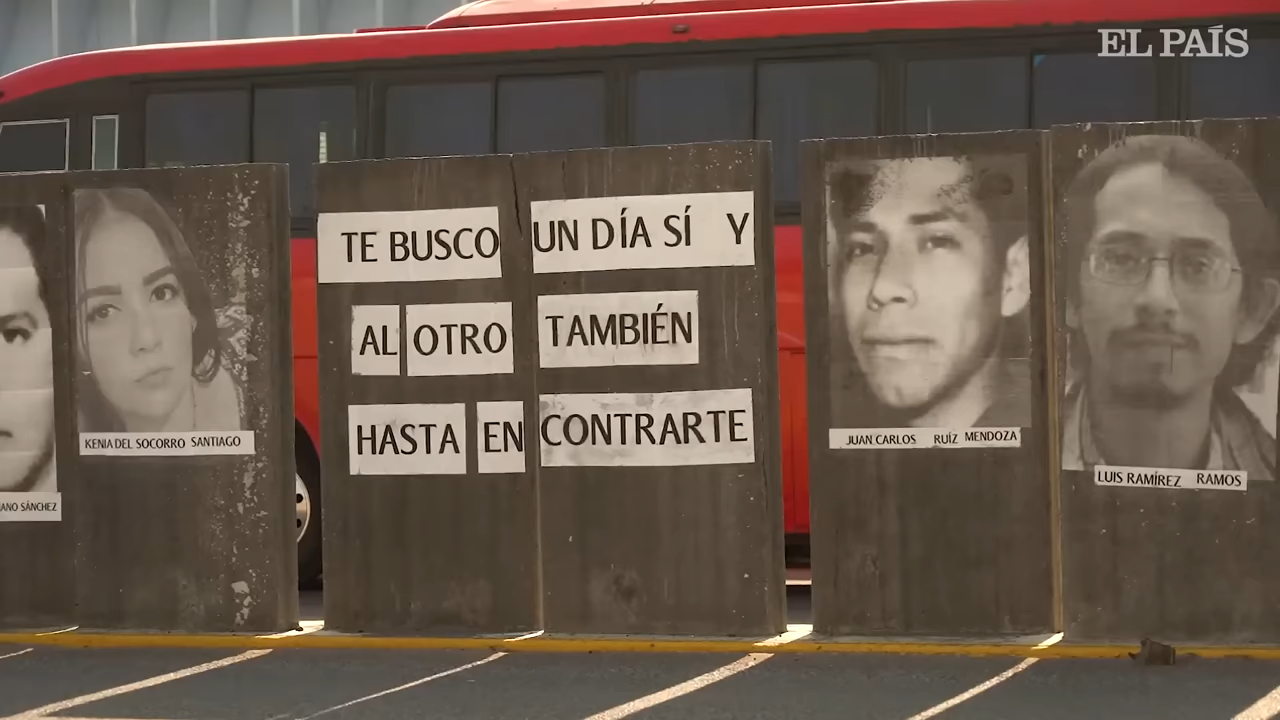 EL PAÍS
TE BUSCO UN DÍA SÍ Y
AL OTRO TAMBIÉN
HASTA EN CONTRARTE
KENIA DEL SOCORRO SANTIAGO
SÁNCHEZ
JUAN CARLOS RUÍZ MENDOZA
LUIS RAMÍREZ RAMOS